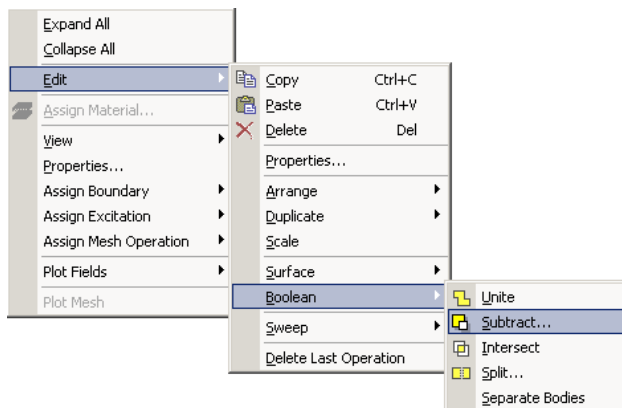 Expand All
Collapse All
Edit
Assign Material...
View
Properties...
Assign Boundary
Assign Excitation
Assign Mesh Operation
Plot Fields
Plot Mesh
Copy Ctrl+C
Paste Ctrl+V
Delete Del
Properties...
Arrange
Duplicate
Scale
Surface
Boolean
Sweep
Delete Last Operation
Unite
Subtract...
Intersect
Split...
Separate Bodies